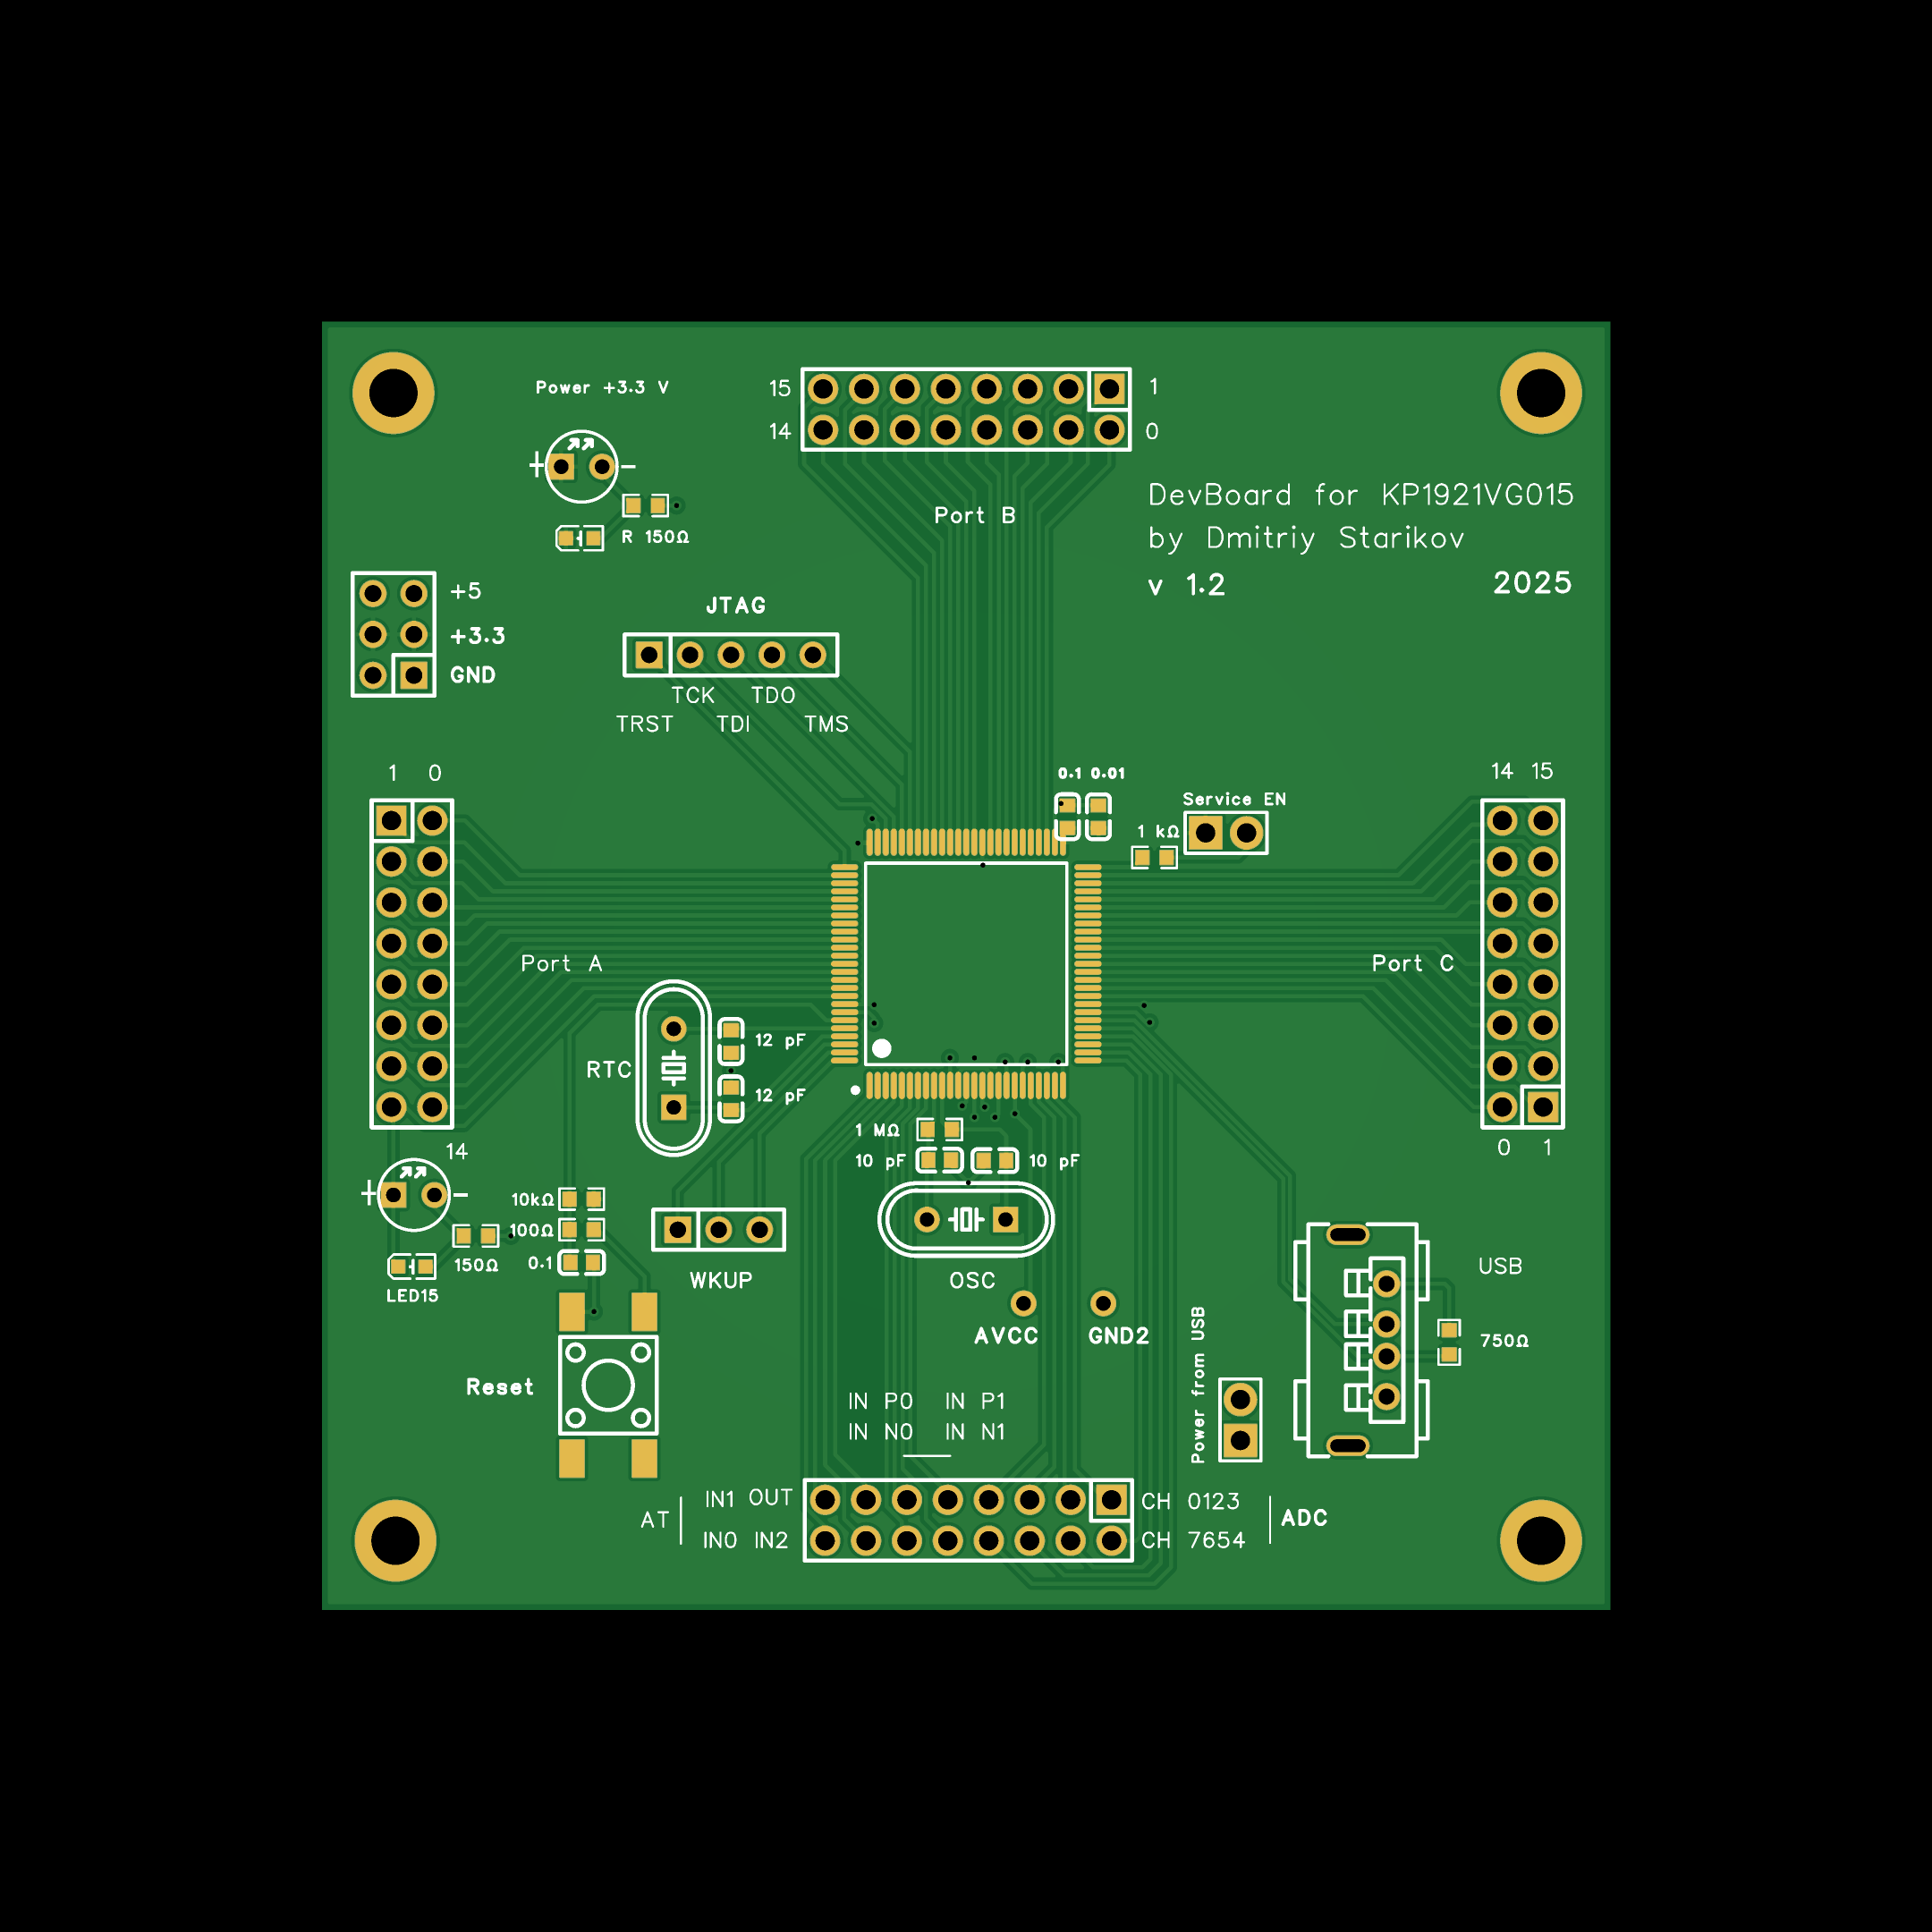 Power +3.3 V
15
1
14
0
+
−
R 150Ω
Port B
DevBoard for KP1921VG015
by Dmitriy Starikov
v 1.2
2025
+5
+3.3
GND
JTAG
TCK TDO
TRST TDI TMS
1 0
0.1 0.01
14 15
Service EN
1 kΩ
Port A
Port C
RTC
12 pF
12 pF
1 MΩ
10 pF
10 pF
0 1
14
+
−
10kΩ
100Ω
150Ω
0.1
LED15
WKUP
OSC
USB
AVCC
GND2
750Ω
Power from USB
Reset
IN P0 IN P1
IN N0 IN N1
AT
IN1 OUT
IN0 IN2
CH 0123
CH 7654
ADC